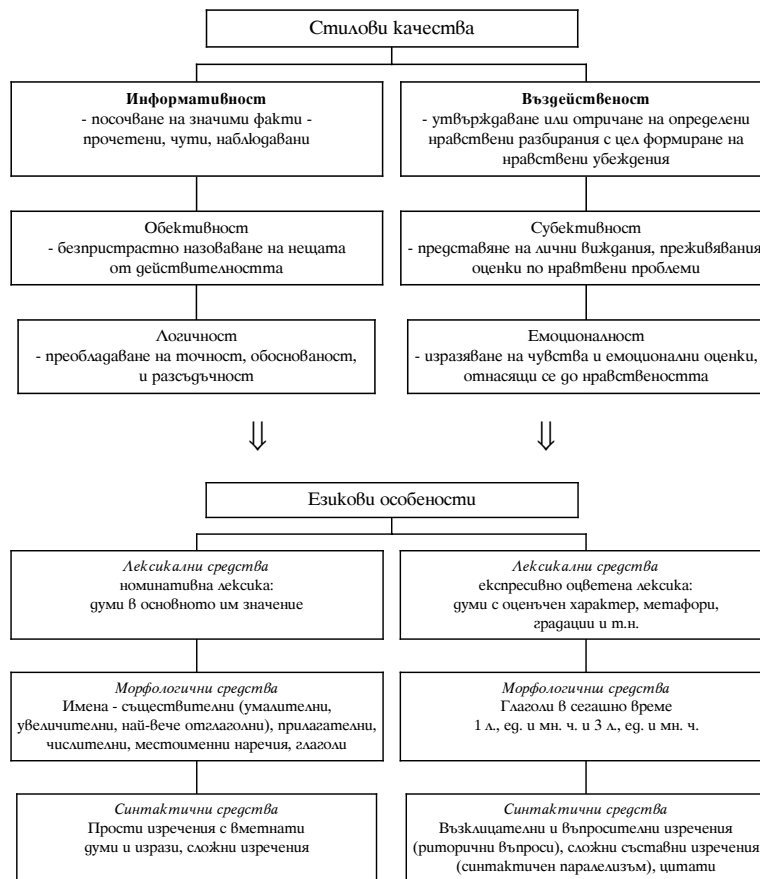 Стилови качества
Информативност
- посочване на значими факти -
прочетени, чути, наблюдавани
Въздейственост
- утвърждаване или отричане на определени
нравствени разбирания с цел формиране на
нравствени убеждения
Обективност
- безпристрастно назоваване на нещата
от действителността
Субективност
- представяне на лични виждания, преживявания
оценки по нравтвени проблеми
Логичност
- преобладаване на точност, обоснованост,
и разсъдъчност
Емоционалност
- изразяване на чувства и емоционални оценки,
отнасящи се до нравствеността
Езикови особености
Лексикални средства
номинативна лексика:
думи в основното им значение
Лексикални средства
експресивно оцветена лексика:
думи с оценъчен характер, метафори,
градации и т.н.
Морфологични средства
Имена - съществителни (умалителни,
увеличителни, най-вече отглаголни), прилагателни,
числителни, местоименни наречия, глаголи
Морфологичнш средства
Глаголи в сегашно време
1 л., ед. и мн. ч. и 3 л., ед. и мн. ч.
Синтактични средства
Прости изречения с вметнати
думи и изрази, сложни изречения
Синтактични средства
Възклицателни и въпросителни изречения
(риторични въпроси), сложни съставни изречения
(синтактичен паралелизъм), цитати